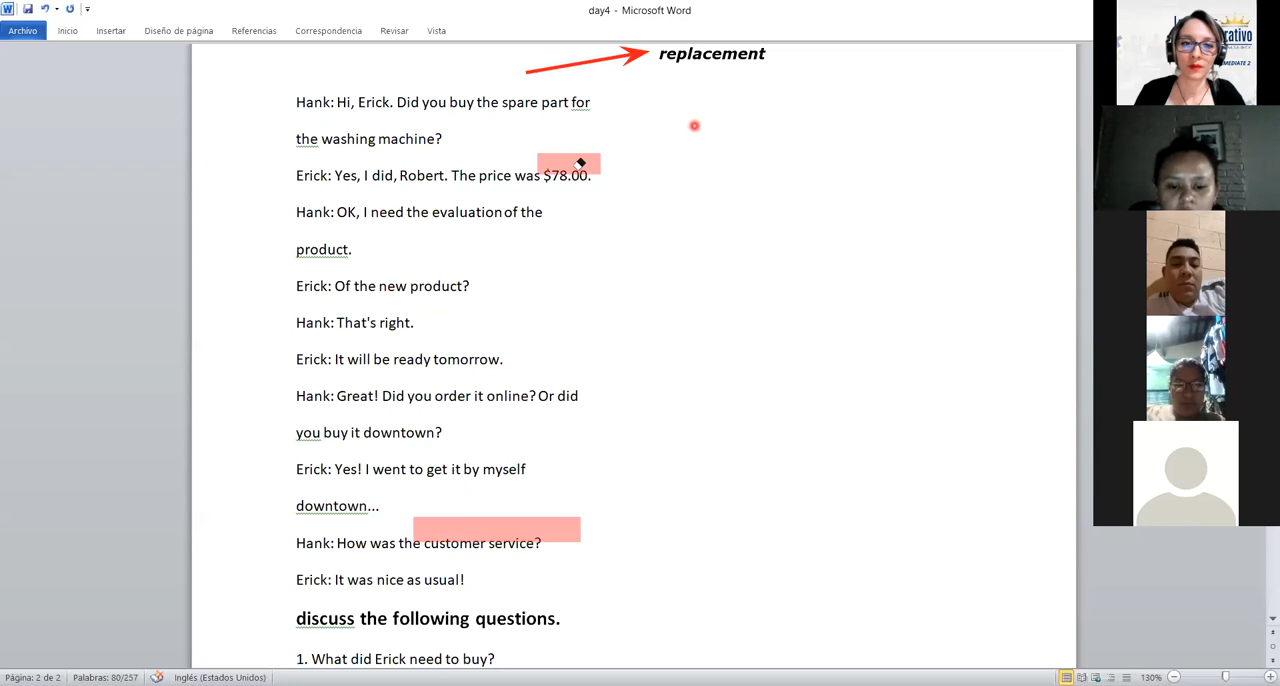 day4 - Microsoft Word
Archivo Inicio Insertar Diseño de página Referencias Correspondencia Revisar Vista
replacement
Hank: Hi, Erick. Did you buy the spare part for
the washing machine?
Erick: Yes, I did, Robert. The price was $78.00.
Hank: OK, I need the evaluation of the
product.
Erick: Of the new product?
Hank: That's right.
Erick: It will be ready tomorrow.
Hank: Great! Did you order it online? Or did
you buy it downtown?
Erick: Yes! I went to get it by myself
downtown...
Hank: How was the customer service?
Erick: It was nice as usual!
discuss the following questions.
1. What did Erick need to buy?
Página: 2 de 2 Palabras: 80/257 Inglés (Estados Unidos) 130%